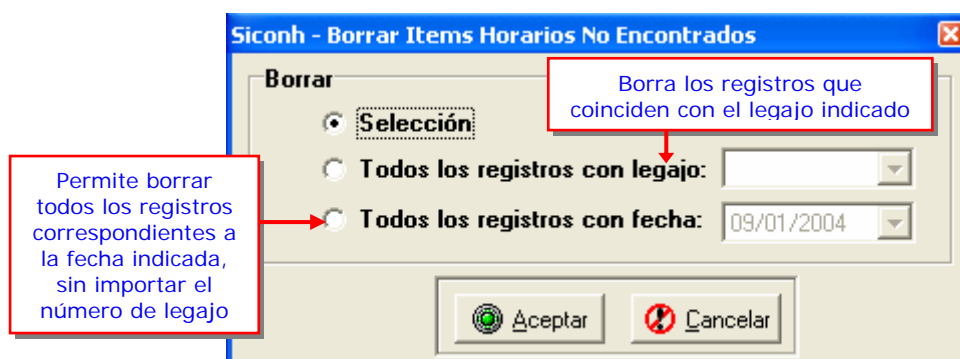 Siconh - Borrar Items Horarios No Encontrados
Borrar
Borra los registros que
coinciden con el legajo indicado
Selección
Todos los registros con legajo:
Permite borrar
todos los registros
correspondientes a
la fecha indicada,
sin importar el
número de legajo
Todos los registros con fecha: 09/01/2004
Aceptar
Cancelar